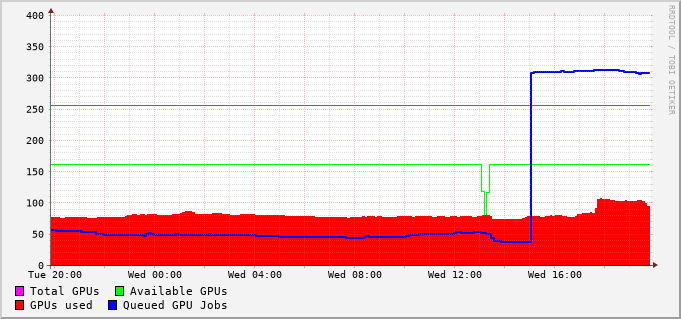 400
350
300
250
200
150
100
50
0
Tue 20:00 Wed 00:00 Wed 04:00 Wed 08:00 Wed 12:00 Wed 16:00
Total GPUs Available GPUs
GPUs used Queued GPU Jobs
RRDTOOL / TOBI OETIKER